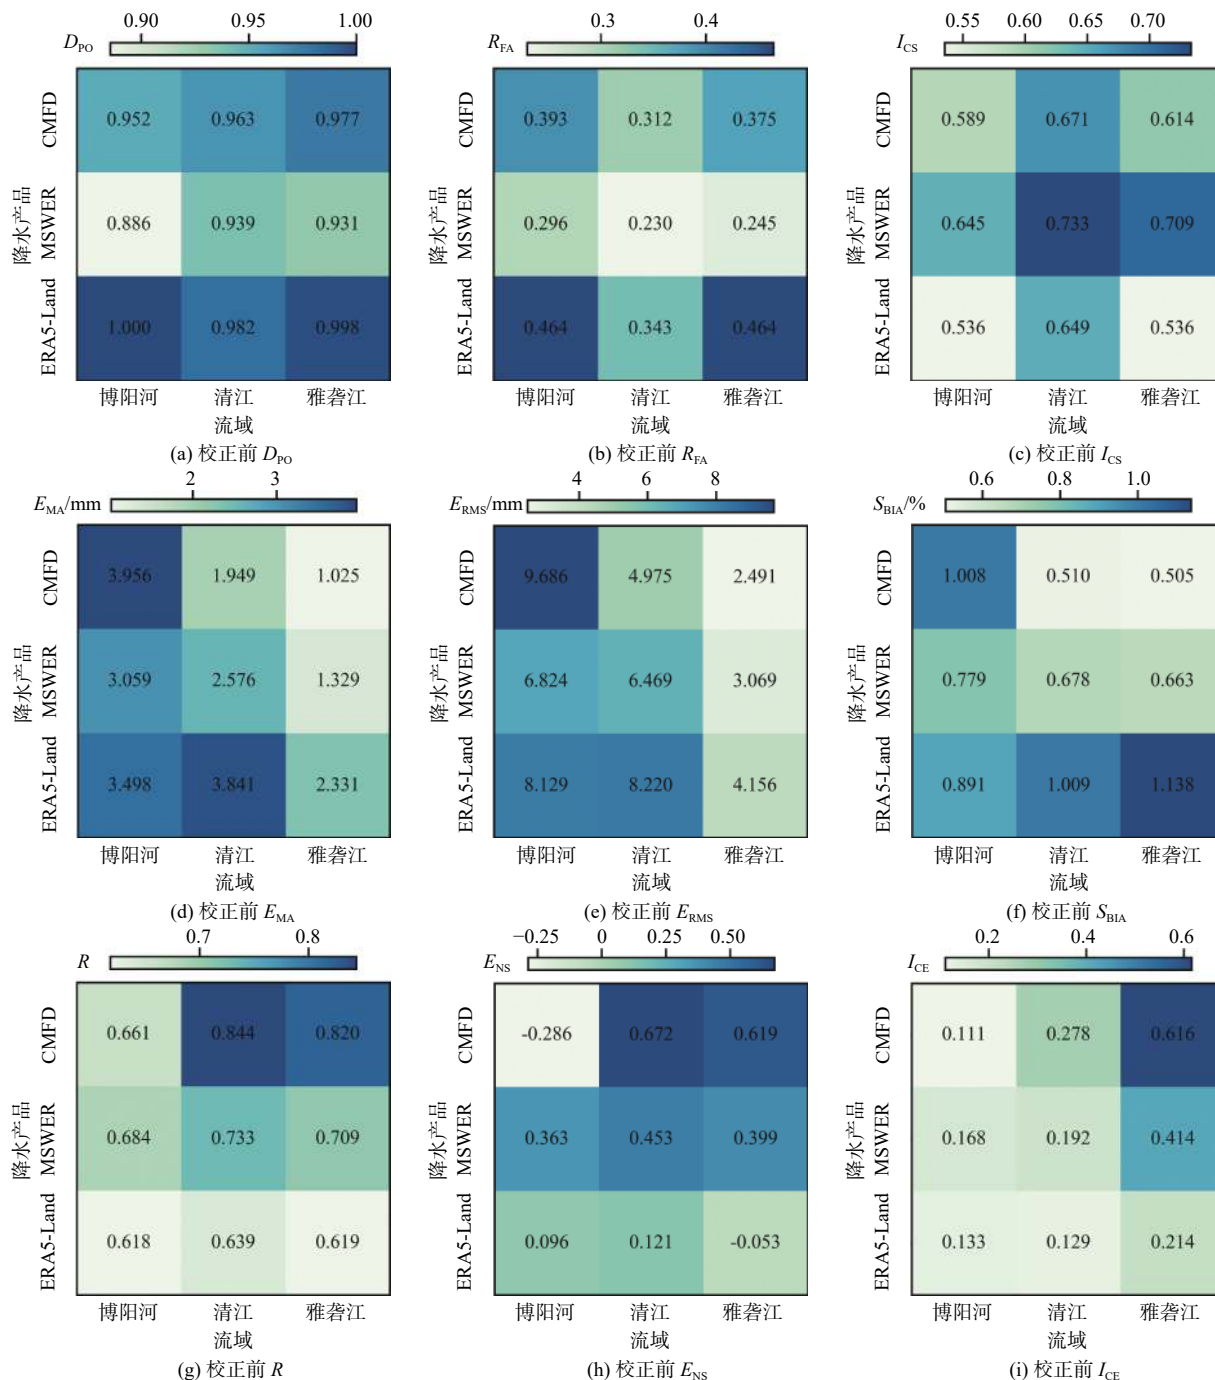 0.90 0.95 1.00
D_PO
CMFD 0.952 0.963 0.977
降水产品
MSWER 0.886 0.939 0.931
ERA5-Land 1.000 0.982 0.998
博阳河 清江 雅砻江
流域
(a) 校正前 D_PO
0.3 0.4
R_FA
CMFD 0.393 0.312 0.375
降水产品
MSWER 0.296 0.230 0.245
ERA5-Land 0.464 0.343 0.464
博阳河 清江 雅砻江
流域
(b) 校正前 R_FA
0.55 0.60 0.65 0.70
I_CS
CMFD 0.589 0.671 0.614
降水产品
MSWER 0.645 0.733 0.709
ERA5-Land 0.536 0.649 0.536
博阳河 清江 雅砻江
流域
(c) 校正前 I_CS
2 3
E_MA/mm
CMFD 3.956 1.949 1.025
降水产品
MSWER 3.059 2.576 1.329
ERA5-Land 3.498 3.841 2.331
博阳河 清江 雅砻江
流域
(d) 校正前 E_MA
4 6 8
E_RMS/mm
CMFD 9.686 4.975 2.491
降水产品
MSWER 6.824 6.469 3.069
ERA5-Land 8.129 8.220 4.156
博阳河 清江 雅砻江
流域
(e) 校正前 E_RMS
0.6 0.8 1.0
S_BIA/%
CMFD 1.008 0.510 0.505
降水产品
MSWER 0.779 0.678 0.663
ERA5-Land 0.891 1.009 1.138
博阳河 清江 雅砻江
流域
(f) 校正前 S_BIA
0.7 0.8
R
CMFD 0.661 0.844 0.820
降水产品
MSWER 0.684 0.733 0.709
ERA5-Land 0.618 0.639 0.619
博阳河 清江 雅砻江
流域
(g) 校正前 R
−0.25 0 0.25 0.50
E_NS
CMFD -0.286 0.672 0.619
降水产品
MSWER 0.363 0.453 0.399
ERA5-Land 0.096 0.121 -0.053
博阳河 清江 雅砻江
流域
(h) 校正前 E_NS
0.2 0.4 0.6
I_CE
CMFD 0.111 0.278 0.616
降水产品
MSWER 0.168 0.192 0.414
ERA5-Land 0.133 0.129 0.214
博阳河 清江 雅砻江
流域
(i) 校正前 I_CE